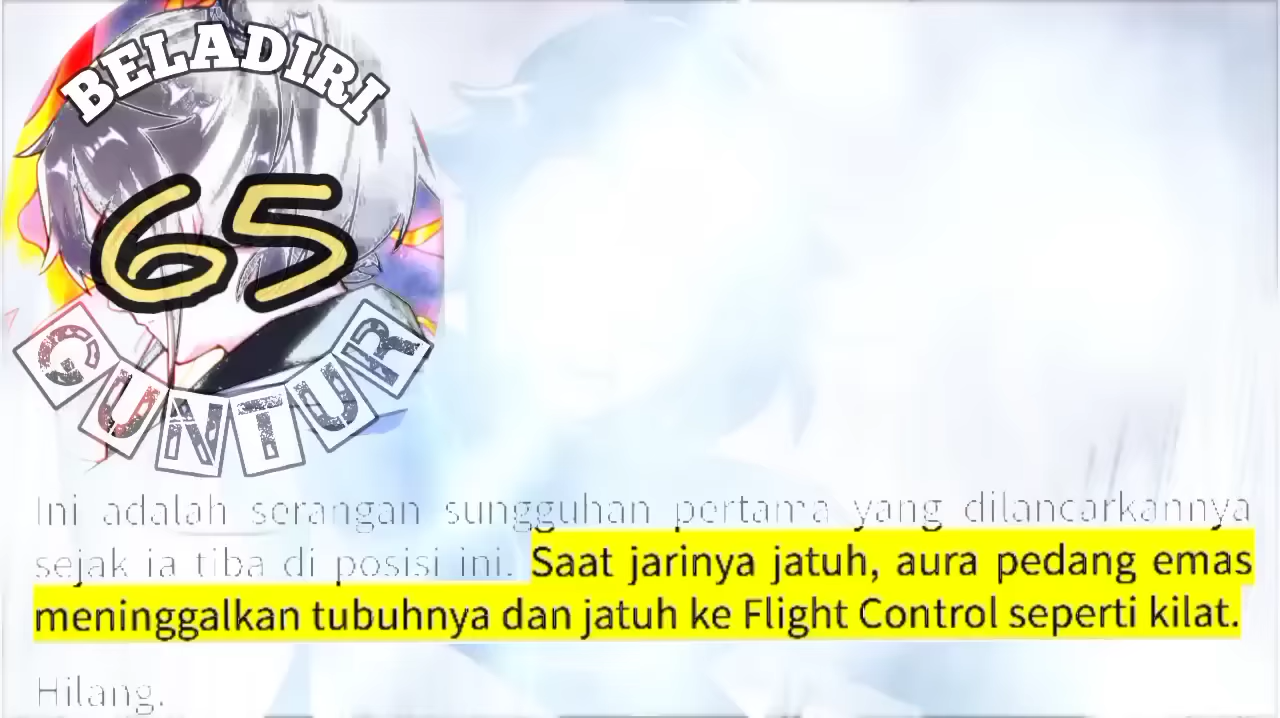 BELADIRI
65
GUNTUR
Ini adalah serangan sungguhan pertama yang dilancarkannya
sejak ia tiba di posisi ini. Saat jarinya jatuh, aura pedang emas
meninggalkan tubuhnya dan jatuh ke Flight Control seperti kilat.
Hilang.